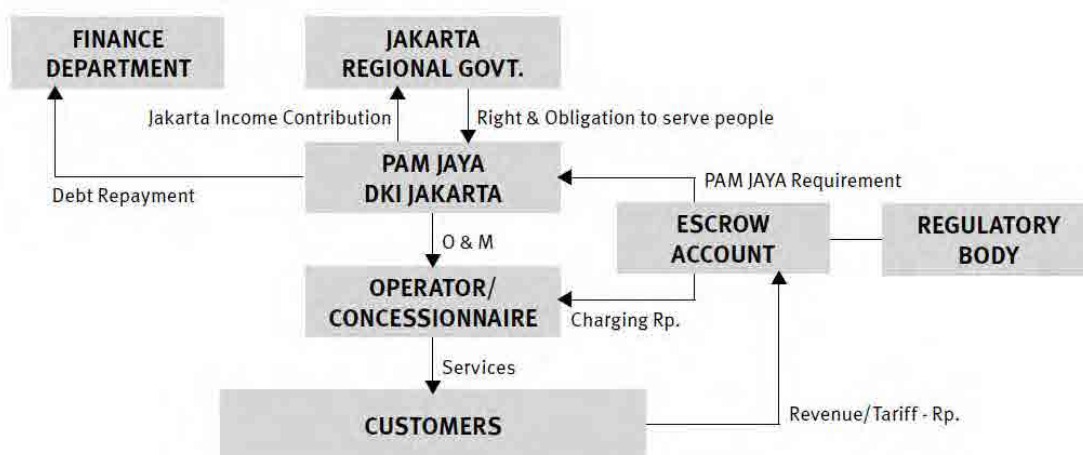 FINANCE
DEPARTMENT
JAKARTA
REGIONAL GOVT.
Jakarta Income Contribution
Right & Obligation to serve people
PAM JAYA
DKI JAKARTA
Debt Repayment
PAM JAYA Requirement
ESCROW
ACCOUNT
REGULATORY
BODY
O & M
OPERATOR/
CONCESSIONNAIRE
Charging Rp.
Services
CUSTOMERS
Revenue/Tariff - Rp.